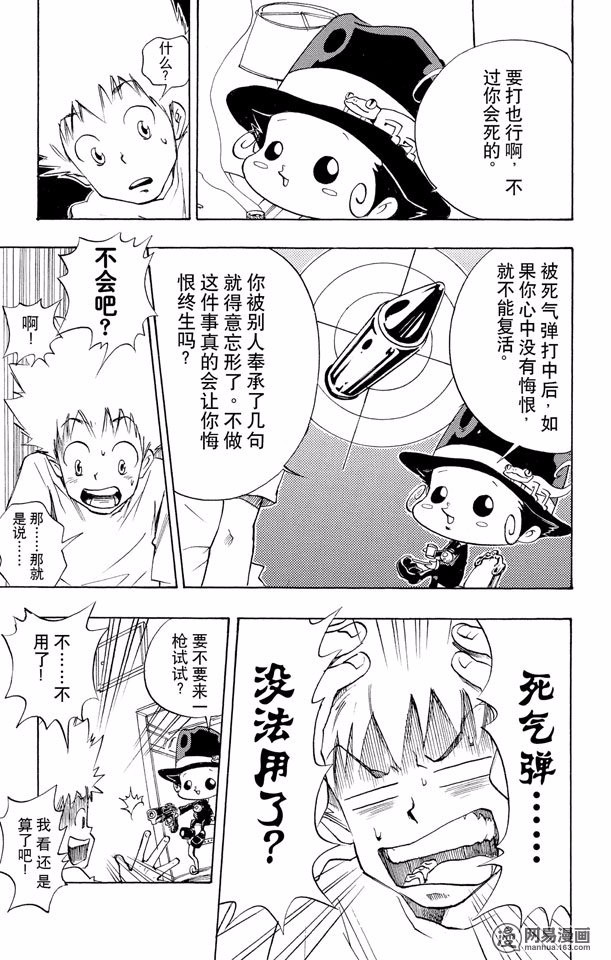 要打也行啊，不
过你会死的。
什么？
被死气弹打中后，如
果你心中没有悔恨，
就不能复活。
你被别人奉承了几句
就得意忘形了。不做
这件事真的会让你悔
恨终生吗？
不会吧？
啊！
那……那就
是说……
死气弹……
没法用了？
要不要来一
枪试试？
不……不
用了！
我看还是
算了吧！
漫
网易漫画
manhua.163.com